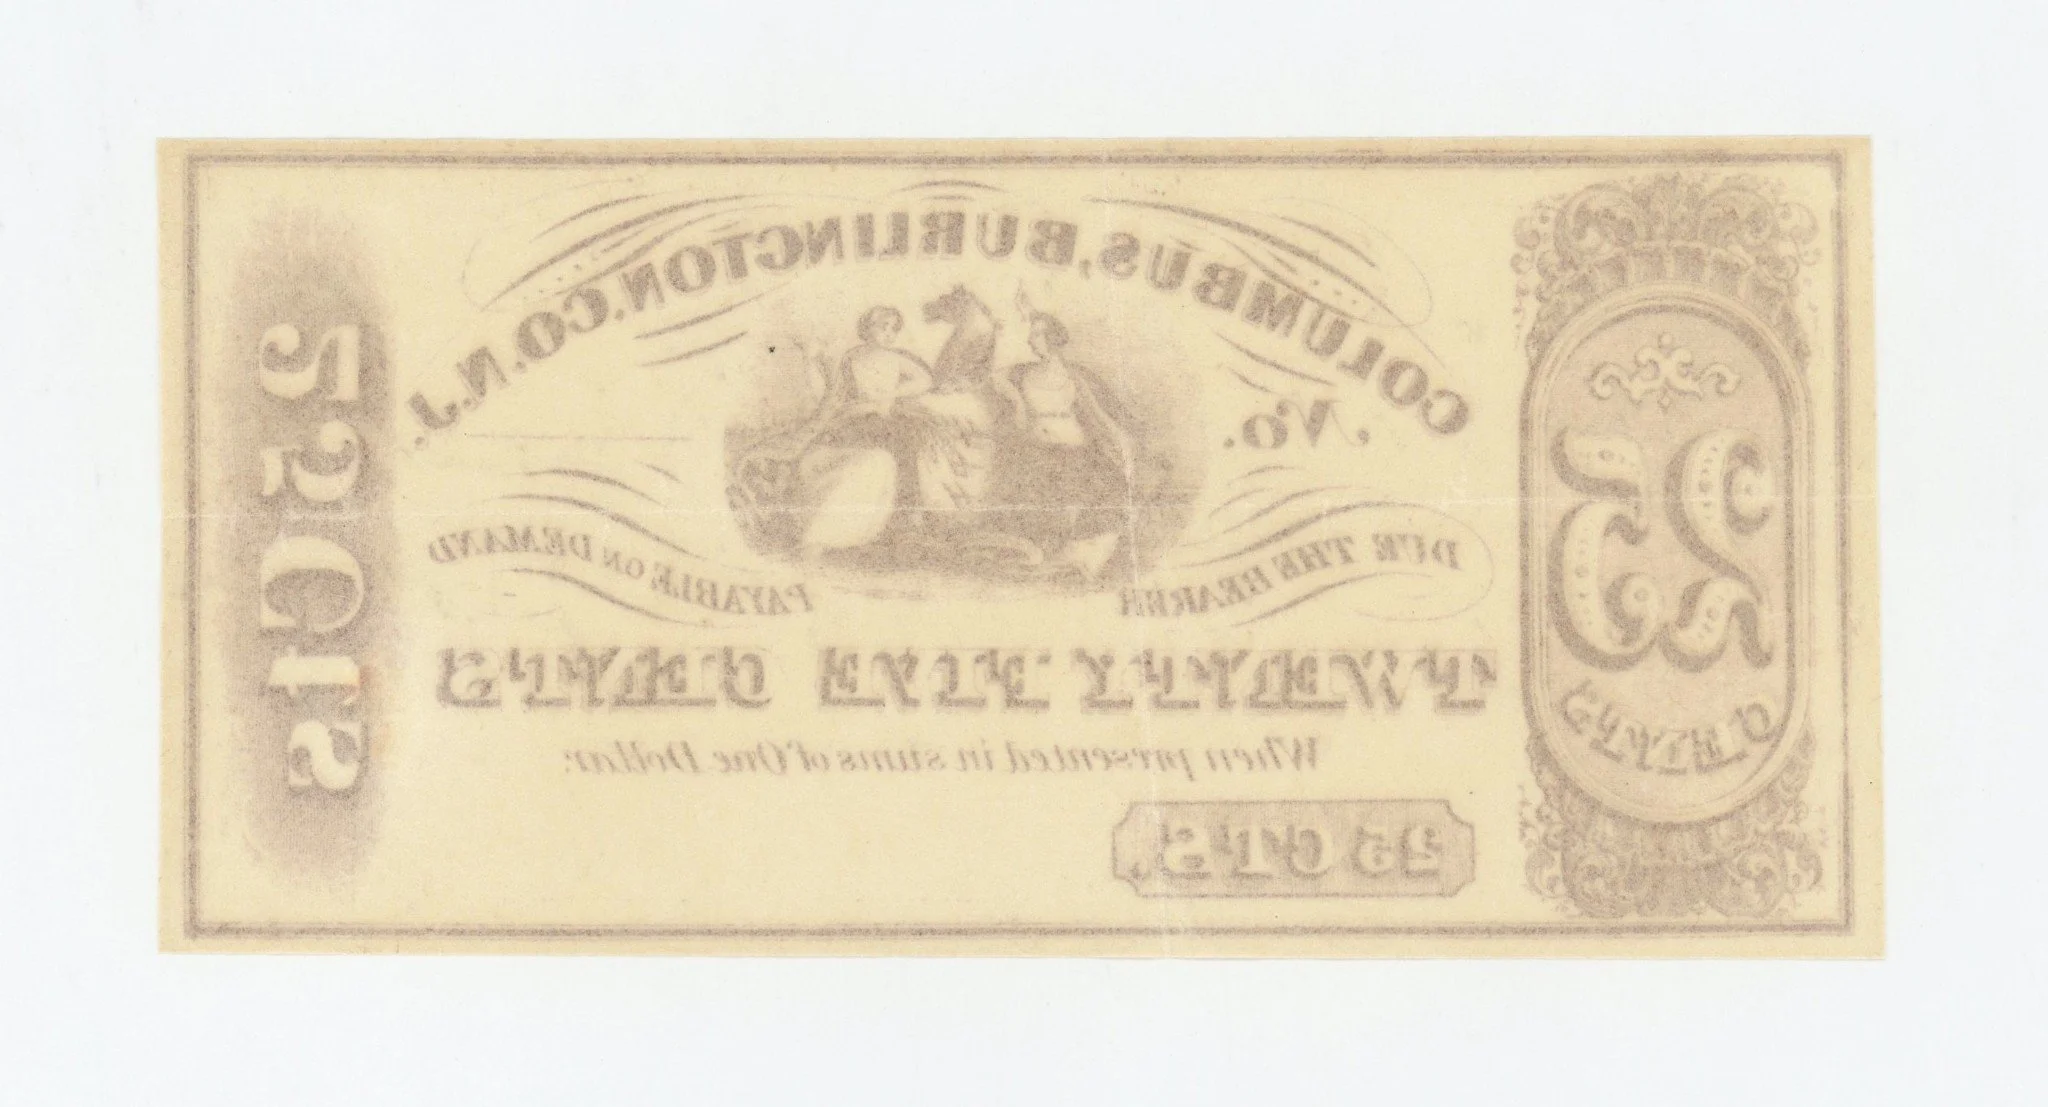 COLUMBUS, BURLINGTON. CO. N.J.
No.
DUE THE BEARER
PAYABLE ON DEMAND
TWENTY FIVE CENTS
When presented in sums of One Dollar.
25 CTS.
25
CENTS
25 Cts